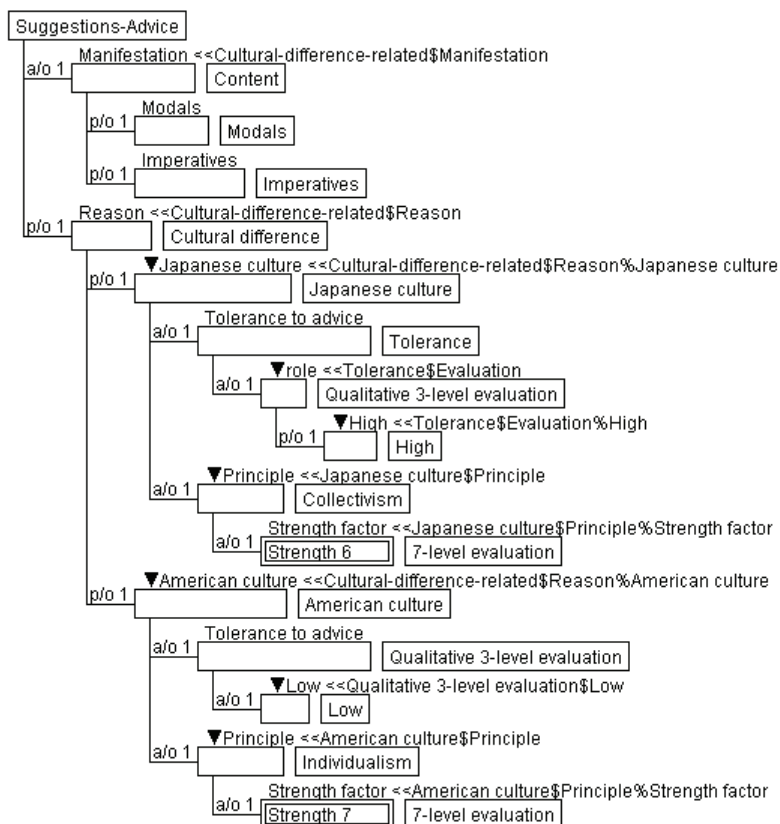 Suggestions-Advice
Manifestation <<Cultural-difference-related$Manifestation
a/o 1 Content
Modals
p/o 1 Modals
Imperatives
p/o 1 Imperatives
Reason <<Cultural-difference-related$Reason
p/o 1 Cultural difference
▼Japanese culture <<Cultural-difference-related$Reason%Japanese culture
p/o 1 Japanese culture
Tolerance to advice
a/o 1 Tolerance
▼role <<Tolerance$Evaluation
a/o 1 Qualitative 3-level evaluation
▼High <<Tolerance$Evaluation%High
p/o 1 High
▼Principle <<Japanese culture$Principle
a/o 1 Collectivism
Strength factor <<Japanese culture$Principle%Strength factor
a/o 1 Strength 6 7-level evaluation
▼American culture <<Cultural-difference-related$Reason%American culture
p/o 1 American culture
Tolerance to advice
a/o 1 Qualitative 3-level evaluation
▼Low <<Qualitative 3-level evaluation$Low
a/o 1 Low
▼Principle <<American culture$Principle
a/o 1 Individualism
Strength factor <<American culture$Principle%Strength factor
a/o 1 Strength 7 7-level evaluation